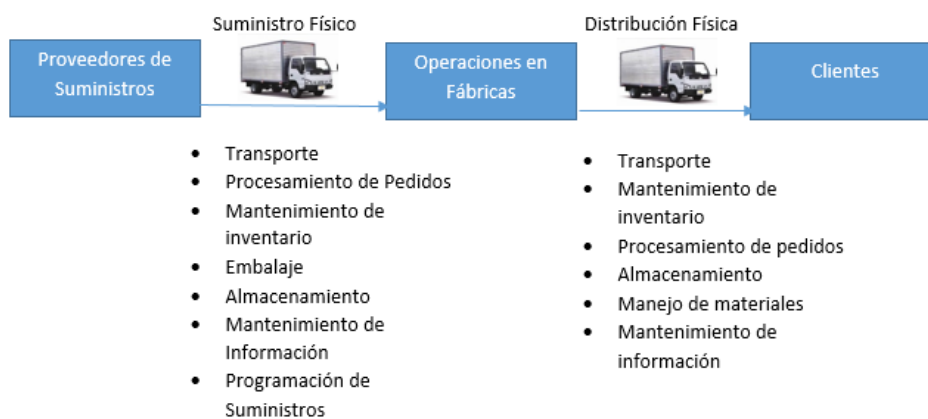 Suministro Físico
Distribución Física
Proveedores de
Suministros
Operaciones en
Fábricas
Clientes
• Transporte
• Procesamiento de Pedidos
• Mantenimiento de
inventario
• Embalaje
• Almacenamiento
• Mantenimiento de
Información
• Programación de
Suministros
• Transporte
• Mantenimiento de
inventario
• Procesamiento de pedidos
• Almacenamiento
• Manejo de materiales
• Mantenimiento de
información